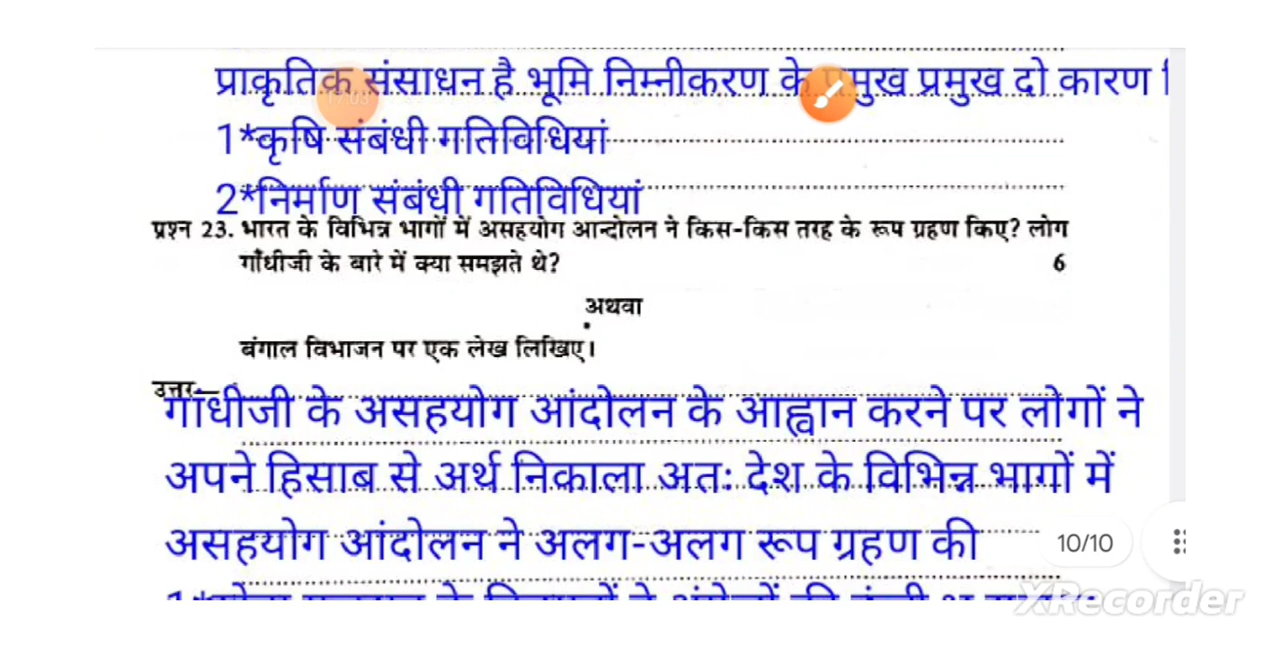 प्राकृतिक संसाधन है भूमि निम्नीकरण के प्रमुख प्रमुख दो कारण
17:03
1*कृषि संबंधी गतिविधियां
2*निर्माण संबंधी गतिविधियां
प्रश्न 23. भारत के विभिन्न भागों में असहयोग आन्दोलन ने किस-किस तरह के रूप ग्रहण किए? लोग
गाँधीजी के बारे में क्या समझते थे? 6
अथवा
बंगाल विभाजन पर एक लेख लिखिए।
उत्तर—
गांधीजी के असहयोग आंदोलन के आह्वान करने पर लोगों ने
अपने हिसाब से अर्थ निकाला अतः देश के विभिन्न भागों में
असहयोग आंदोलन ने अलग-अलग रूप ग्रहण की
10/10
XRecorder